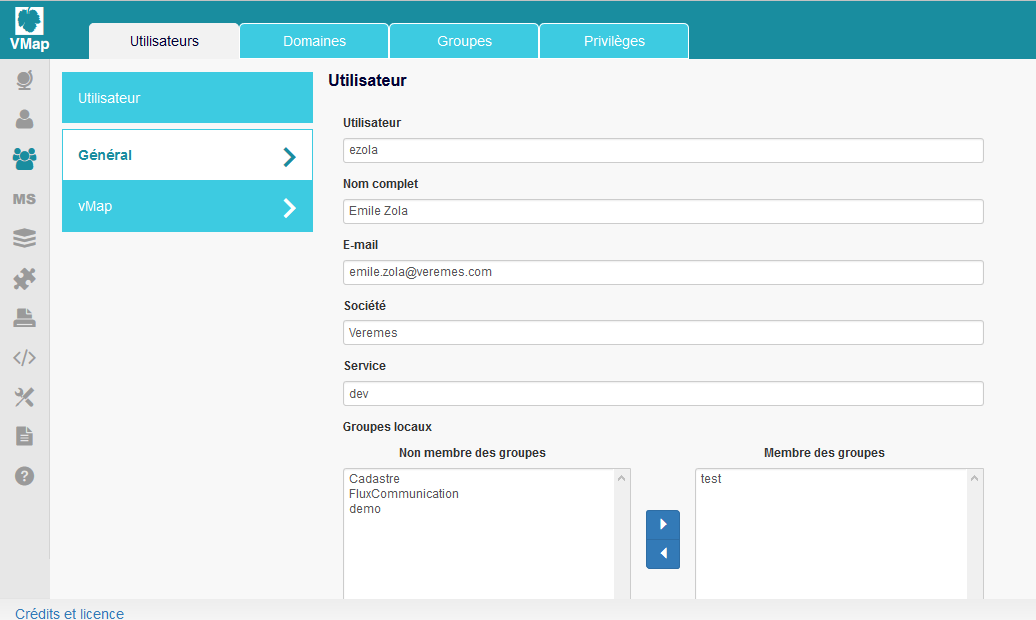 VMap
Utilisateurs
Domaines
Groupes
Privilèges
MS
Utilisateur
Général
vMap
Utilisateur
Utilisateur
ezola
Nom complet
Emile Zola
E-mail
emile.zola@veremes.com
Société
Veremes
Service
dev
Groupes locaux
Non membre des groupes
Membre des groupes
Cadastre
FluxCommunication
demo
test
Crédits et licence